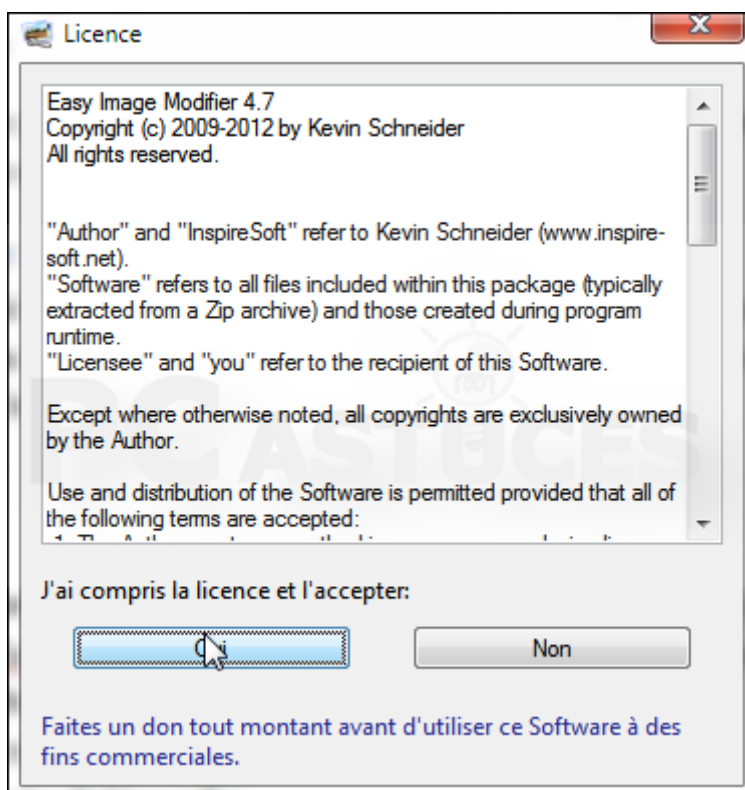 Licence
Easy Image Modifier 4.7
Copyright (c) 2009-2012 by Kevin Schneider
All rights reserved.
"Author" and "InspireSoft" refer to Kevin Schneider (www.inspire-
soft.net).
"Software" refers to all files included within this package (typically
extracted from a Zip archive) and those created during program
runtime.
"Licensee" and "you" refer to the recipient of this Software.
Except where otherwise noted, all copyrights are exclusively owned
by the Author.
PC ASTUCES
Use and distribution of the Software is permitted provided that all of
the following terms are accepted:
J'ai compris la licence et l'accepter:
Oui
Non
Faites un don tout montant avant d'utiliser ce Software à des
fins commerciales.